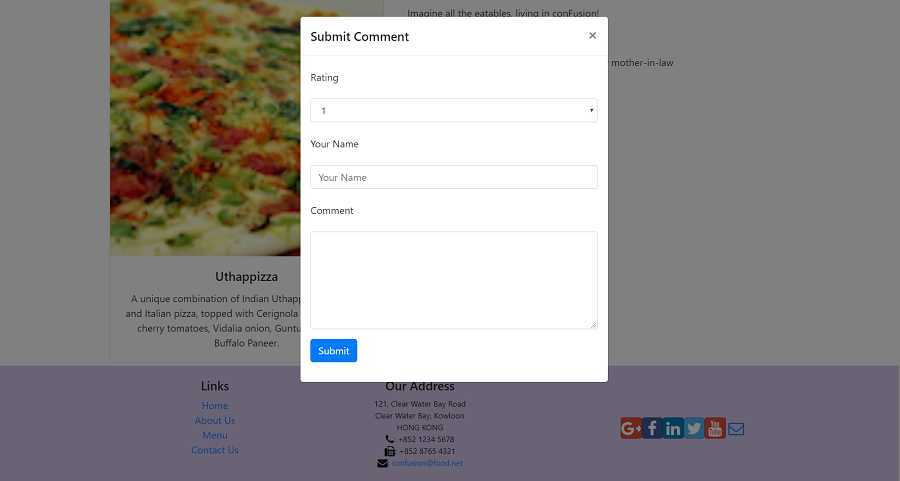 Imagine all the eatables, living in conFusion!
Submit Comment
×
mother-in-law
Rating
1
Your Name
Your Name
Comment
Submit
Uthappizza
A unique combination of Indian
and Italian pizza, topped with Cerignola
cherry tomatoes, Vidalia onion,
Buffalo Paneer.
Links
Home
About Us
Menu
Contact Us
Our Address
121, Clear Water Bay Road
Clear Water Bay, Kowloon
HONG KONG
: +852 1234 5678
: +852 8765 4321
: confusion@food.net
G+
f
in
You
Tube